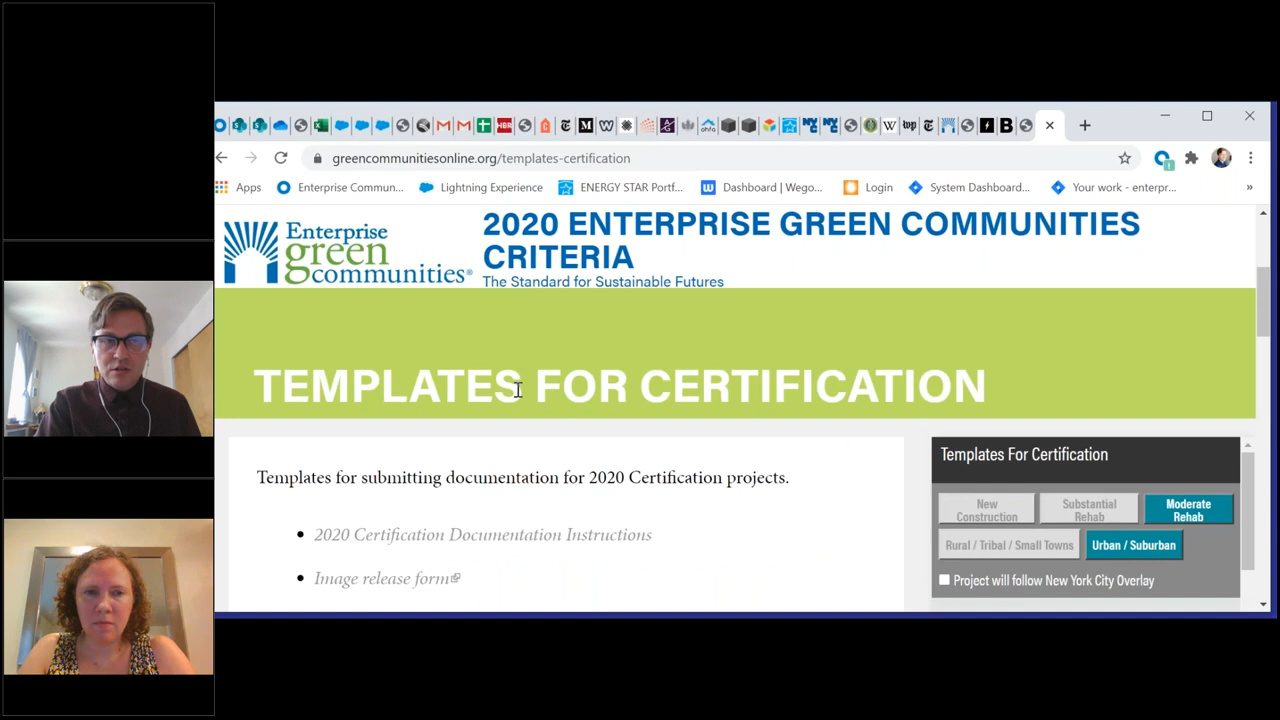 greencommunitiesonline.org/templates-certification
Apps
Enterprise Commun...
Lightning Experience
ENERGY STAR Portf...
Dashboard | Wego...
Login
System Dashboard...
Your work - enterpr...
»
Enterprise
green
communities®
2020 ENTERPRISE GREEN COMMUNITIES
CRITERIA
The Standard for Sustainable Futures
TEMPLATES FOR CERTIFICATION
Templates for submitting documentation for 2020 Certification projects.
• 2020 Certification Documentation Instructions
• Image release form
Templates For Certification
New
Construction
Substantial
Rehab
Moderate
Rehab
Rural / Tribal / Small Towns
Urban / Suburban
Project will follow New York City Overlay